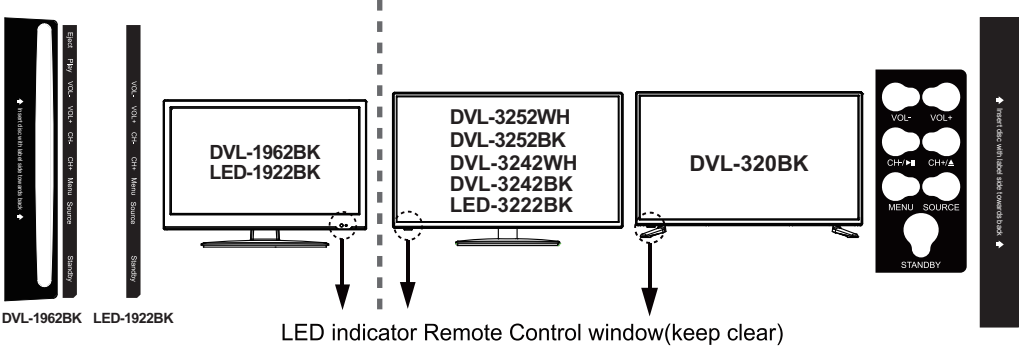 ↑ Insert disc with label side towards back ↑
Eject Play VOL- VOL+ CH- CH+ Menu Source Standby
VOL- VOL+ CH- CH+ Menu Source Standby
DVL-1962BK LED-1922BK
DVL-1962BK
LED-1922BK
DVL-3252WH
DVL-3252BK
DVL-3242WH
DVL-3242BK
LED-3222BK
DVL-320BK
VOL- VOL+
CH-/⏯ CH+/⏏
MENU SOURCE
STANDBY
↑ Insert disc with label side towards back ↑
LED indicator Remote Control window(keep clear)